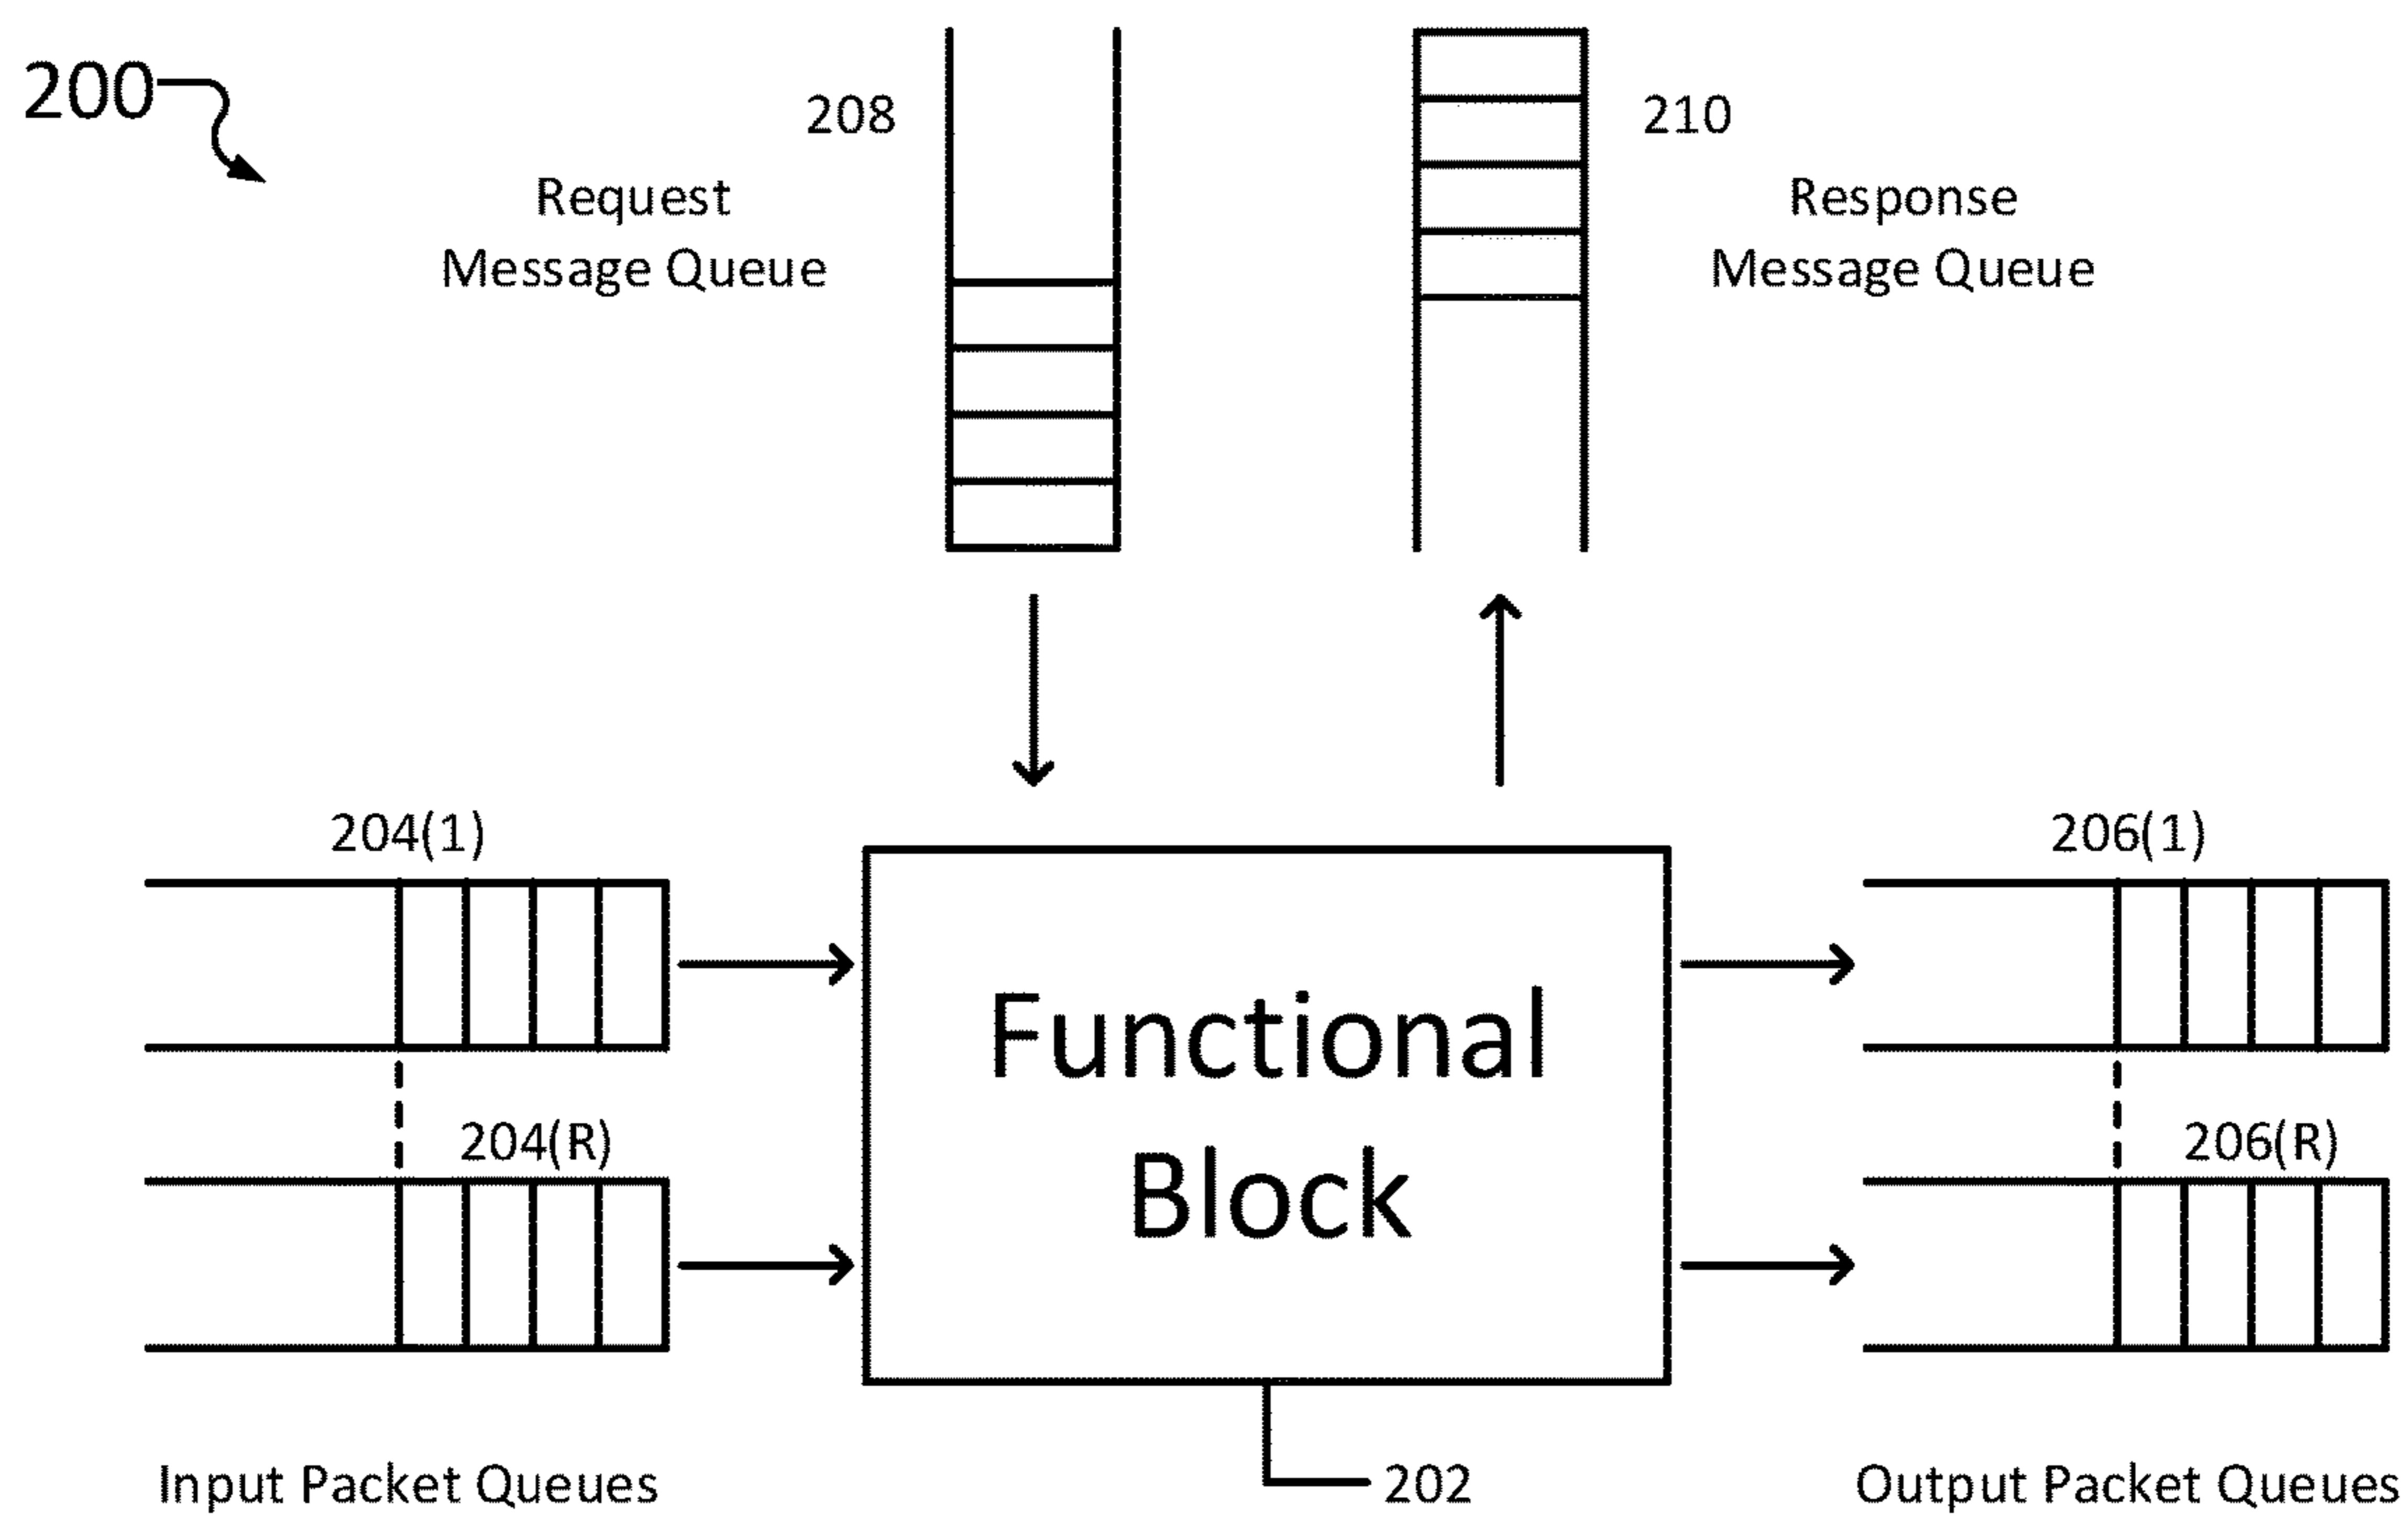 200
208
Request
Message Queue
210
Response
Message Queue
204(1)
206(1)
Functional
Block
204(R)
206(R)
202
Input Packet Queues
Output Packet Queues